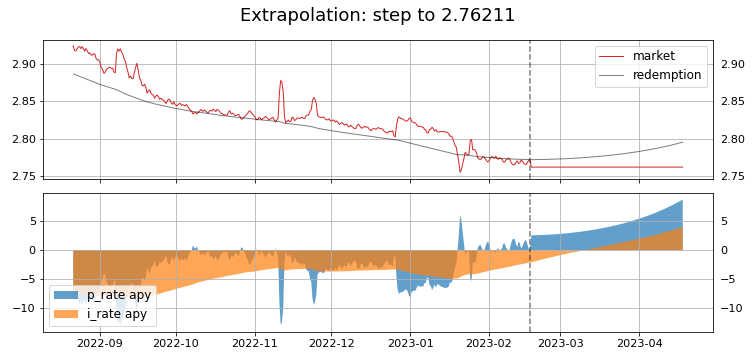 Extrapolation: step to 2.76211
2.90 market 2.90
redemption
2.85 2.85
2.80 2.80
2.75 2.75
5 5
0 0
−5 −5
p_rate apy
−10 i_rate apy −10
2022-09 2022-10 2022-11 2022-12 2023-01 2023-02 2023-03 2023-04